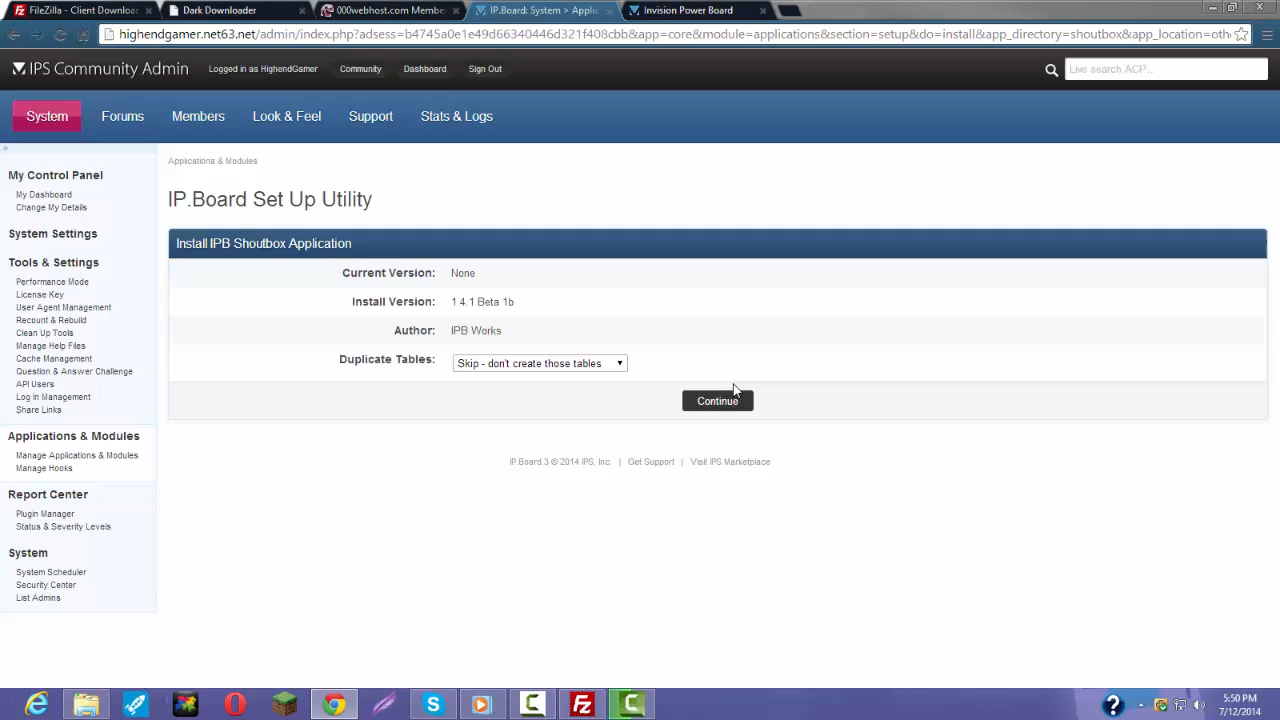 FileZilla - Client Downloac
Dark Downloader
000webhost.com Membe
IP.Board: System > Applic
Invision Power Board
highendgamer.net63.net/admin/index.php?adsess=b4745a0e1e49d66340446d321f408cbb&app=core&module=applications&section=setup&do=install&app_directory=shoutbox&app_location=othe
IPS Community Admin
Logged in as HighendGamer
Community
Dashboard
Sign Out
Live search ACP...
System
Forums
Members
Look & Feel
Support
Stats & Logs
Applications & Modules
My Control Panel
My Dashboard
Change My Details
System Settings
Tools & Settings
Performance Mode
License Key
User Agent Management
Recount & Rebuild
Clean Up Tools
Manage Help Files
Cache Management
Question & Answer Challenge
API Users
Log In Management
Share Links
Applications & Modules
Manage Applications & Modules
Manage Hooks
Report Center
Plugin Manager
Status & Severity Levels
System
System Scheduler
Security Center
List Admins
IP.Board Set Up Utility
Install IPB Shoutbox Application
Current Version: None
Install Version: 1.4.1 Beta 1b
Author: IPB Works
Duplicate Tables: Skip - don't create those tables
Continue
IP.Board 3 © 2014 IPS, Inc. | Get Support | Visit IPS Marketplace
5:50 PM
7/12/2014